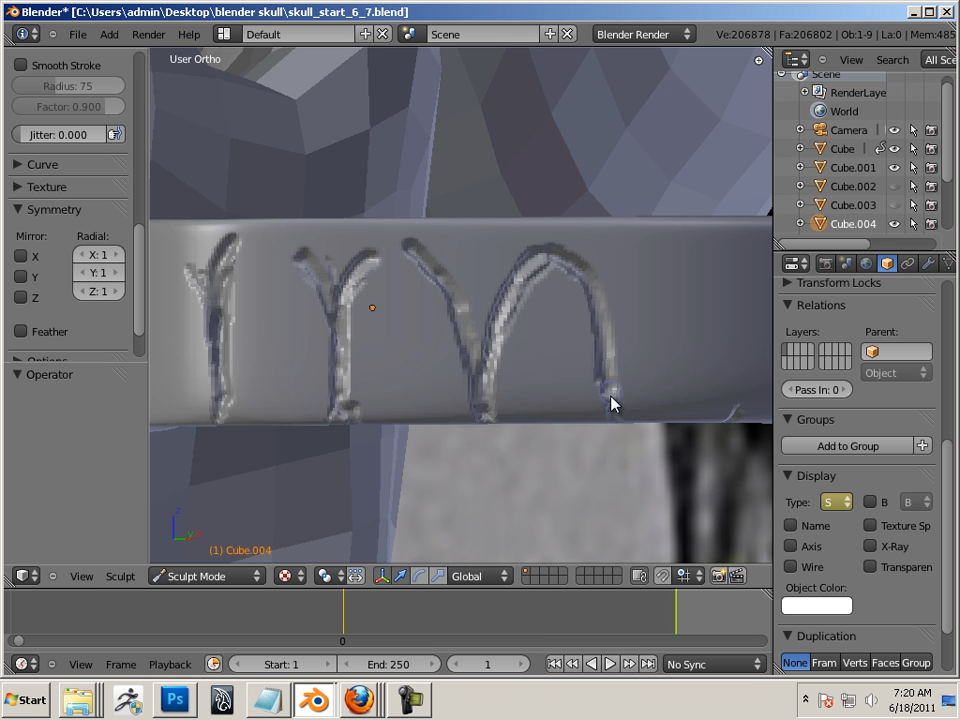 Blender* [C:\Users\admin\Desktop\blender skull\skull_start_6_7.blend]
File Add Render Help Default Scene Blender Render Ve:206878 | Fa:206802 | Ob:1-9 | La:0 | Mem:485
Smooth Stroke
Radius: 75
Factor: 0.900
Jitter: 0.000
Curve
Texture
Symmetry
Mirror: Radial:
X X: 1
Y Y: 1
Z Z: 1
Feather
Operator
User Ortho
z
y x
(1) Cube.004
View Search All Sce
Scene
RenderLaye
World
Camera
Cube
Cube.001
Cube.002
Cube.003
Cube.004
Transform Locks
Relations
Layers: Parent:
Object
Pass In: 0
Groups
Add to Group
Display
Type: S B B
Name Texture Sp
Axis X-Ray
Wire Transparen
Object Color:
Duplication
None Fram Verts Faces Group
View Sculpt Sculpt Mode Global
0
View Frame Playback Start: 1 End: 250 1 No Sync
Start Ps 7:20 AM
6/18/2011